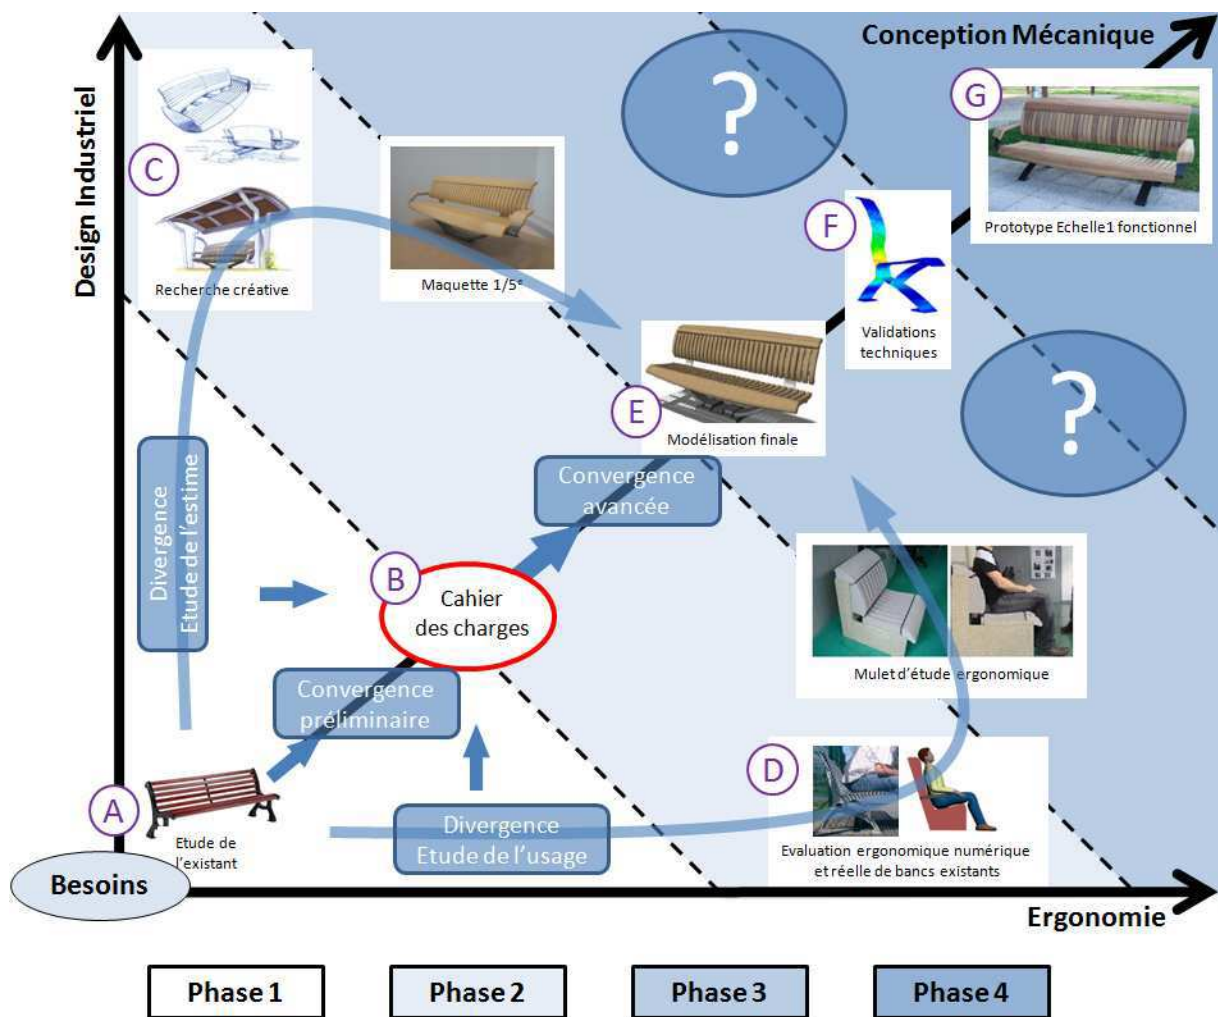 Conception Mécanique
Design Industriel
?
G
C
F
Prototype Echelle1 fonctionnel
Recherche créative
Maquette 1/5e
Validations
techniques
?
E
Modélisation finale
Divergence
Etude de l'estime
Convergence
avancée
B
Cahier
des charges
Convergence
préliminaire
Mulet d'étude ergonomique
D
A
Divergence
Etude de l'usage
Etude de
l'existant
Evaluation ergonomique numérique
et réelle de bancs existants
Besoins
Ergonomie
Phase 1
Phase 2
Phase 3
Phase 4